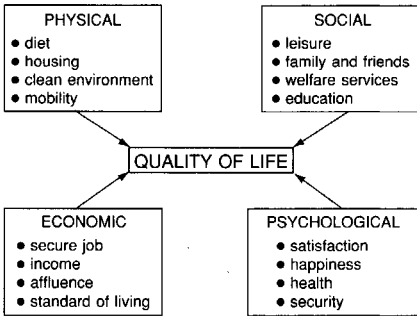 PHYSICAL
● diet
● housing
● clean environment
● mobility
SOCIAL
● leisure
● family and friends
● welfare services
● education
QUALITY OF LIFE
ECONOMIC
● secure job
● income
● affluence
● standard of living
PSYCHOLOGICAL
● satisfaction
● happiness
● health
● security